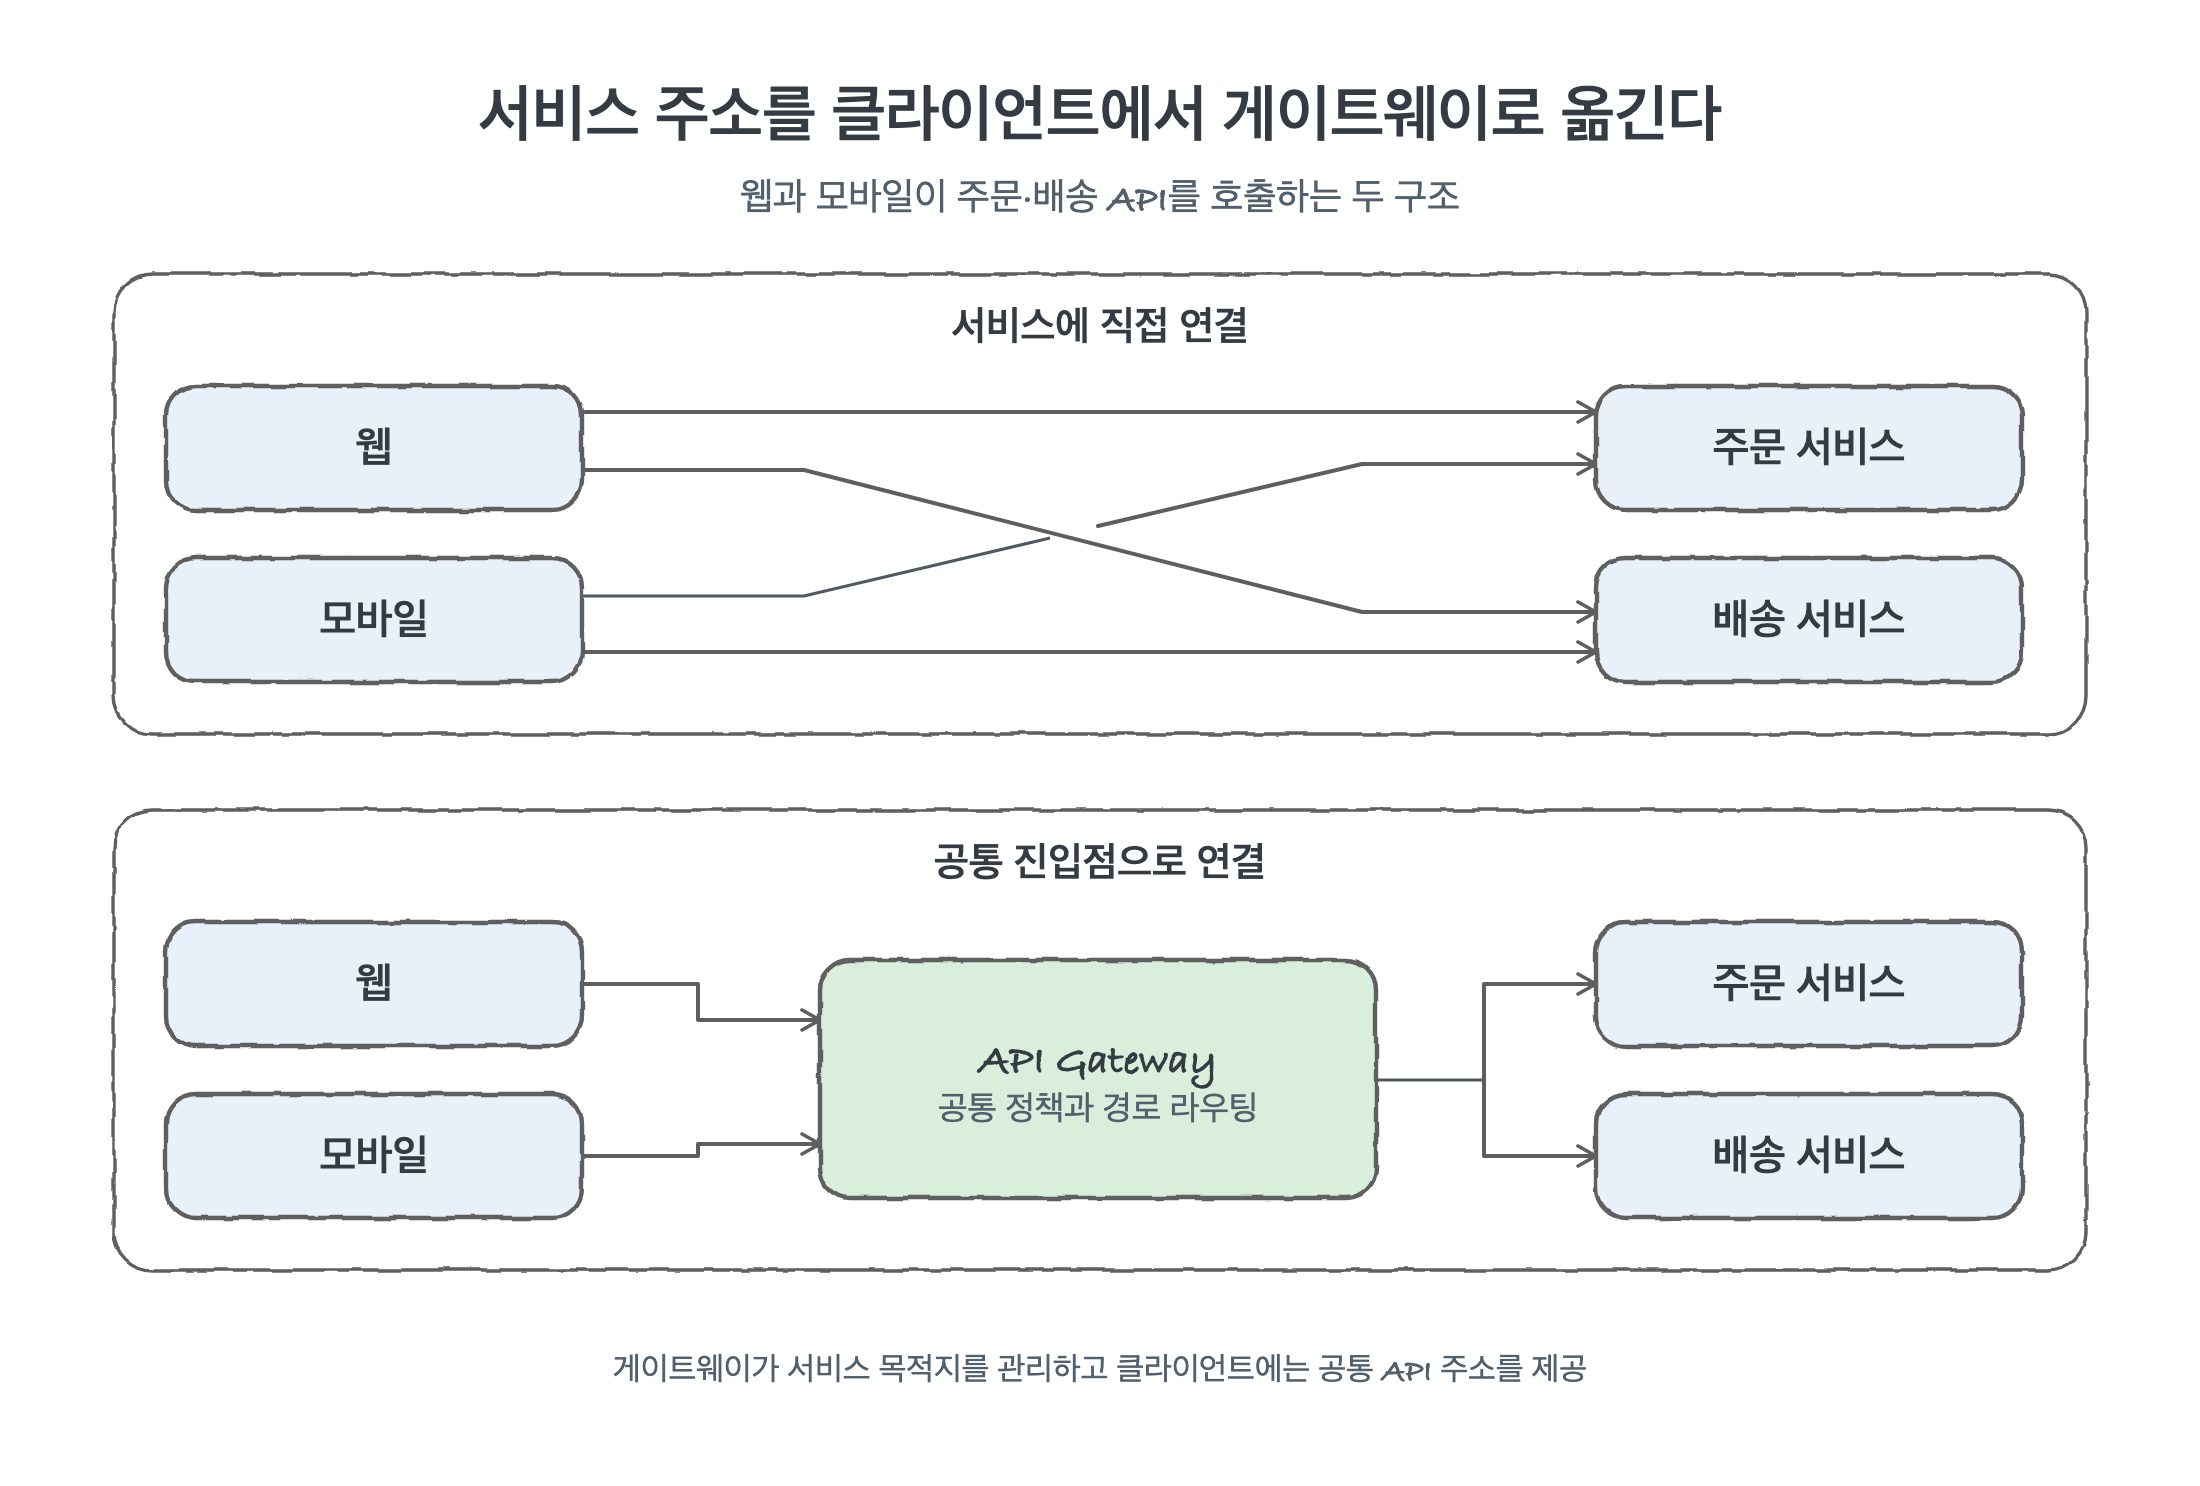 서비스 주소를 클라이언트에서 게이트웨이로 옮긴다
웹과 모바일이 주문·배송 API를 호출하는 두 구조
서비스에 직접 연결
웹
주문 서비스
모바일
배송 서비스
공통 진입점으로 연결
웹
주문 서비스
API Gateway
공통 정책과 경로 라우팅
모바일
배송 서비스
게이트웨이가 서비스 목적지를 관리하고 클라이언트에는 공통 API 주소를 제공